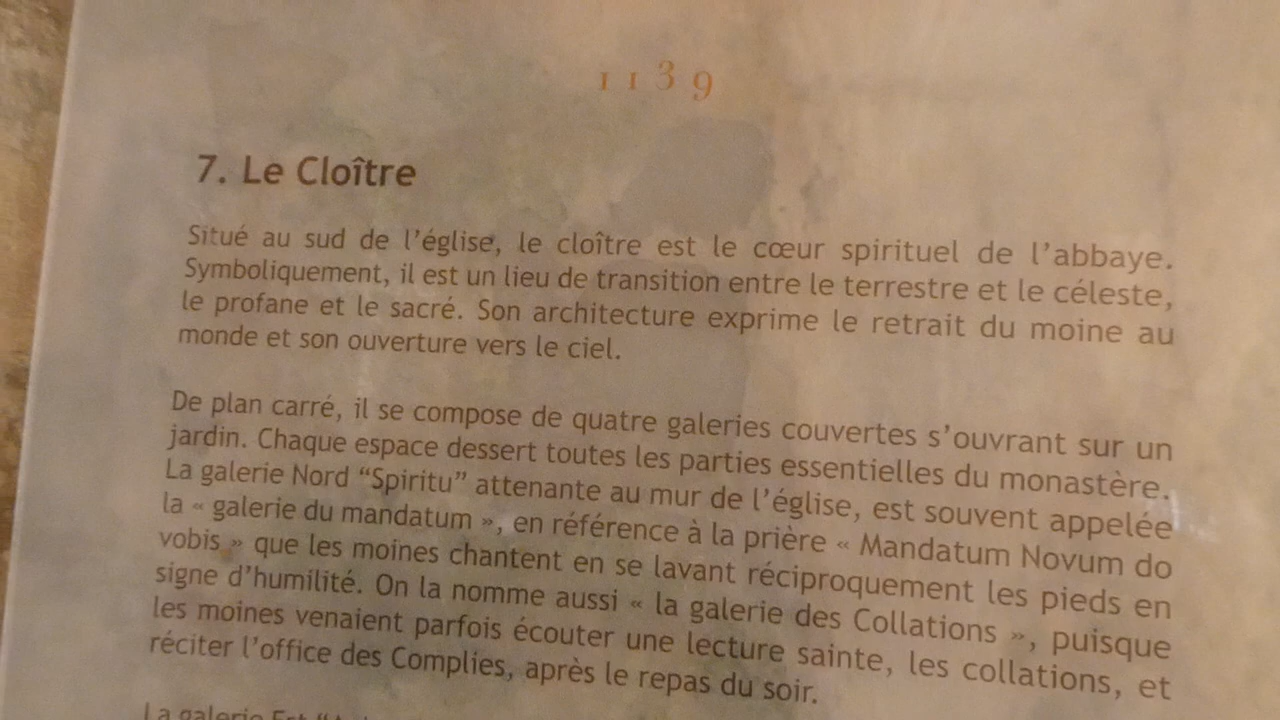 1139
7. Le Cloître
Situé au sud de l’église, le cloître est le cœur spirituel de l’abbaye.
Symboliquement, il est un lieu de transition entre le terrestre et le céleste,
le profane et le sacré. Son architecture exprime le retrait du moine au
monde et son ouverture vers le ciel.
De plan carré, il se compose de quatre galeries couvertes s’ouvrant sur un
jardin. Chaque espace dessert toutes les parties essentielles du monastère.
La galerie Nord “Spiritu” attenante au mur de l’église, est souvent appelée
la « galerie du mandatum », en référence à la prière « Mandatum Novum do
vobis » que les moines chantent en se lavant réciproquement les pieds en
signe d’humilité. On la nomme aussi « la galerie des Collations », puisque
les moines venaient parfois écouter une lecture sainte, les collations, et
réciter l’office des Complies, après le repas du soir.
La galerie Est